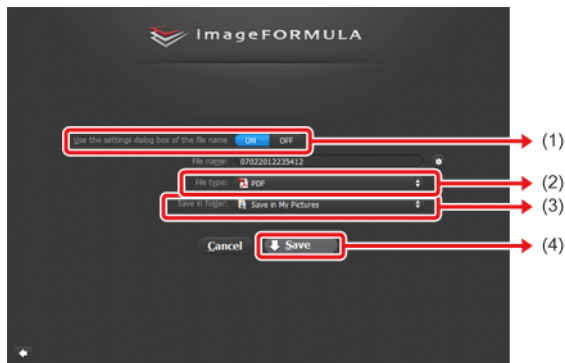 imageFORMULA
Use the settings dialog box of the file name ON OFF (1)
File name: 07022012235412
File type: PDF (2)
Save in folder: Save in My Pictures (3)
Cancel Save (4)